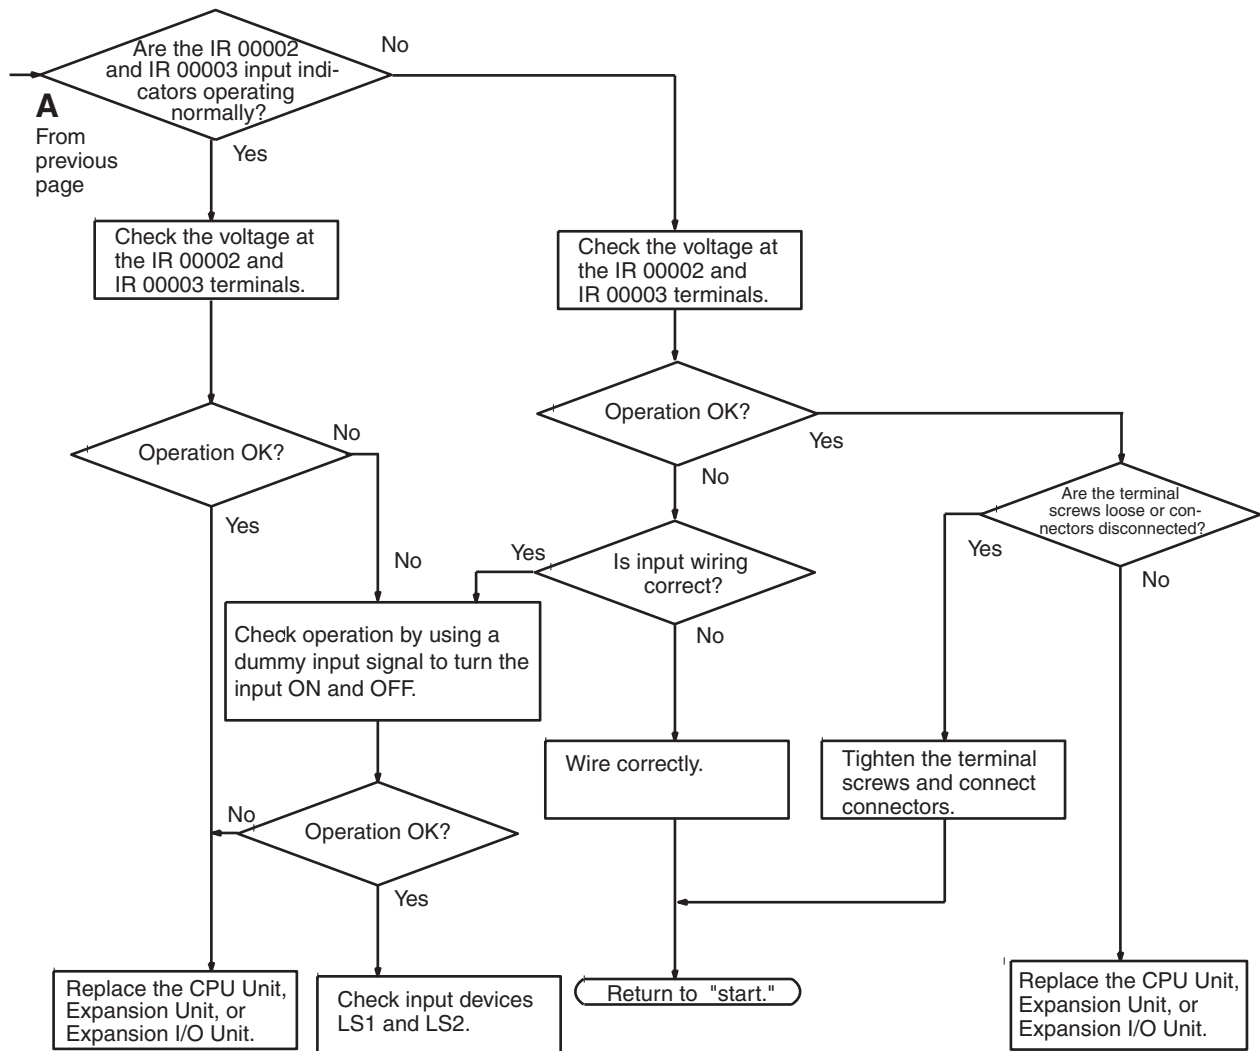 Are the IR 00002
and IR 00003 input indi-
cators operating
normally?
No
A
From
previous
page
Yes
Check the voltage at
the IR 00002 and
IR 00003 terminals.
Check the voltage at
the IR 00002 and
IR 00003 terminals.
Operation OK?
No
Yes
Operation OK?
Yes
No
Are the terminal
screws loose or con-
nectors disconnected?
Yes
No
No
Yes
Is input wiring
correct?
No
Check operation by using a
dummy input signal to turn the
input ON and OFF.
Wire correctly.
Tighten the terminal
screws and connect
connectors.
No
Operation OK?
Yes
Replace the CPU Unit,
Expansion Unit, or
Expansion I/O Unit.
Check input devices
LS1 and LS2.
Return to "start."
Replace the CPU Unit,
Expansion Unit, or
Expansion I/O Unit.